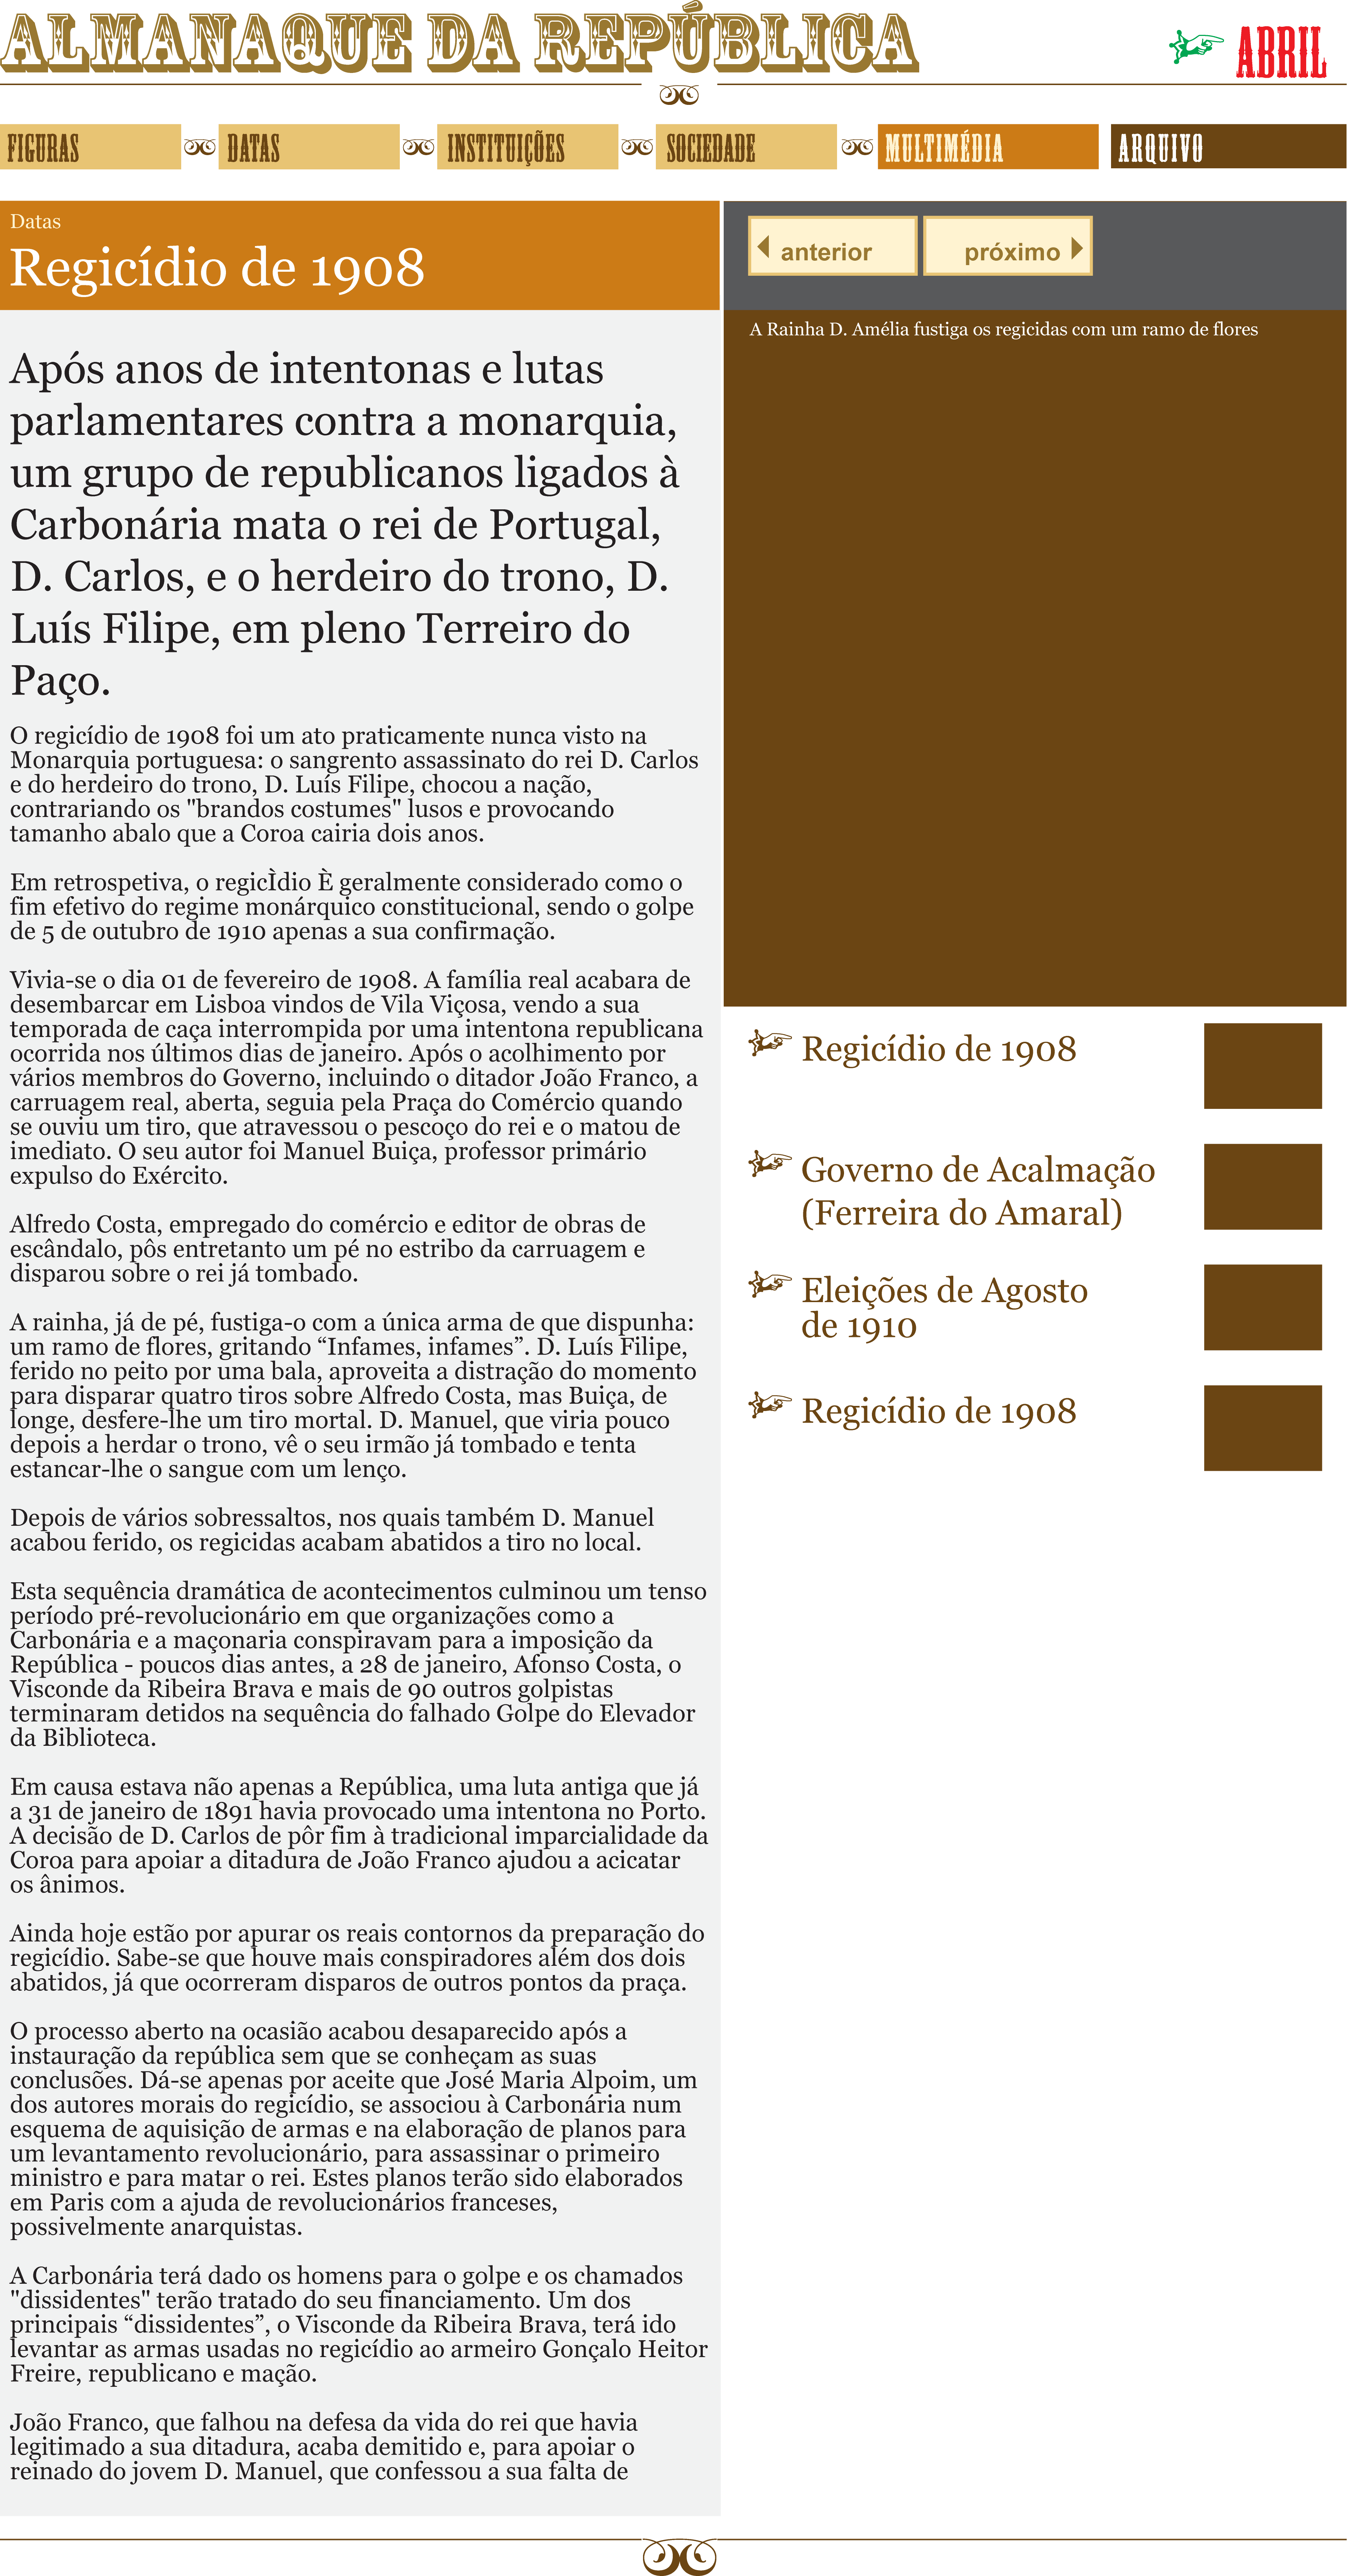 ALMANAQUE DA REPÚBLICA
ABRIL
FIGURAS
DATAS
INSTITUIÇÕES
SOCIEDADE
MULTIMÉDIA
ARQUIVO
Datas
Regicídio de 1908
Após anos de intentonas e lutas
parlamentares contra a monarquia,
um grupo de republicanos ligados à
Carbonária mata o rei de Portugal,
D. Carlos, e o herdeiro do trono, D.
Luís Filipe, em pleno Terreiro do
Paço.
O regicídio de 1908 foi um ato praticamente nunca visto na
Monarquia portuguesa: o sangrento assassinato do rei D. Carlos
e do herdeiro do trono, D. Luís Filipe, chocou a nação,
contrariando os "brandos costumes" lusos e provocando
tamanho abalo que a Coroa cairia dois anos.
Em retrospetiva, o regicÌdio È geralmente considerado como o
fim efetivo do regime monárquico constitucional, sendo o golpe
de 5 de outubro de 1910 apenas a sua confirmação.
Vivia-se o dia 01 de fevereiro de 1908. A família real acabara de
desembarcar em Lisboa vindos de Vila Viçosa, vendo a sua
temporada de caça interrompida por uma intentona republicana
ocorrida nos últimos dias de janeiro. Após o acolhimento por
vários membros do Governo, incluindo o ditador João Franco, a
carruagem real, aberta, seguia pela Praça do Comércio quando
se ouviu um tiro, que atravessou o pescoço do rei e o matou de
imediato. O seu autor foi Manuel Buiça, professor primário
expulso do Exército.
Alfredo Costa, empregado do comércio e editor de obras de
escândalo, pôs entretanto um pé no estribo da carruagem e
disparou sobre o rei já tombado.
A rainha, já de pé, fustiga-o com a única arma de que dispunha:
um ramo de flores, gritando “Infames, infames”. D. Luís Filipe,
ferido no peito por uma bala, aproveita a distração do momento
para disparar quatro tiros sobre Alfredo Costa, mas Buiça, de
longe, desfere-lhe um tiro mortal. D. Manuel, que viria pouco
depois a herdar o trono, vê o seu irmão já tombado e tenta
estancar-lhe o sangue com um lenço.
Depois de vários sobressaltos, nos quais também D. Manuel
acabou ferido, os regicidas acabam abatidos a tiro no local.
Esta sequência dramática de acontecimentos culminou um tenso
período pré-revolucionário em que organizações como a
Carbonária e a maçonaria conspiravam para a imposição da
República - poucos dias antes, a 28 de janeiro, Afonso Costa, o
Visconde da Ribeira Brava e mais de 90 outros golpistas
terminaram detidos na sequência do falhado Golpe do Elevador
da Biblioteca.
Em causa estava não apenas a República, uma luta antiga que já
a 31 de janeiro de 1891 havia provocado uma intentona no Porto.
A decisão de D. Carlos de pôr fim à tradicional imparcialidade da
Coroa para apoiar a ditadura de João Franco ajudou a acicatar
os ânimos.
Ainda hoje estão por apurar os reais contornos da preparação do
regicídio. Sabe-se que houve mais conspiradores além dos dois
abatidos, já que ocorreram disparos de outros pontos da praça.
O processo aberto na ocasião acabou desaparecido após a
instauração da república sem que se conheçam as suas
conclusões. Dá-se apenas por aceite que José Maria Alpoim, um
dos autores morais do regicídio, se associou à Carbonária num
esquema de aquisição de armas e na elaboração de planos para
um levantamento revolucionário, para assassinar o primeiro
ministro e para matar o rei. Estes planos terão sido elaborados
em Paris com a ajuda de revolucionários franceses,
possivelmente anarquistas.
A Carbonária terá dado os homens para o golpe e os chamados
"dissidentes" terão tratado do seu financiamento. Um dos
principais “dissidentes”, o Visconde da Ribeira Brava, terá ido
levantar as armas usadas no regicídio ao armeiro Gonçalo Heitor
Freire, republicano e mação.
João Franco, que falhou na defesa da vida do rei que havia
legitimado a sua ditadura, acaba demitido e, para apoiar o
reinado do jovem D. Manuel, que confessou a sua falta de
anterior
próximo
A Rainha D. Amélia fustiga os regicidas com um ramo de flores
Regicídio de 1908
Governo de Acalmação
(Ferreira do Amaral)
Eleições de Agosto
de 1910
Regicídio de 1908